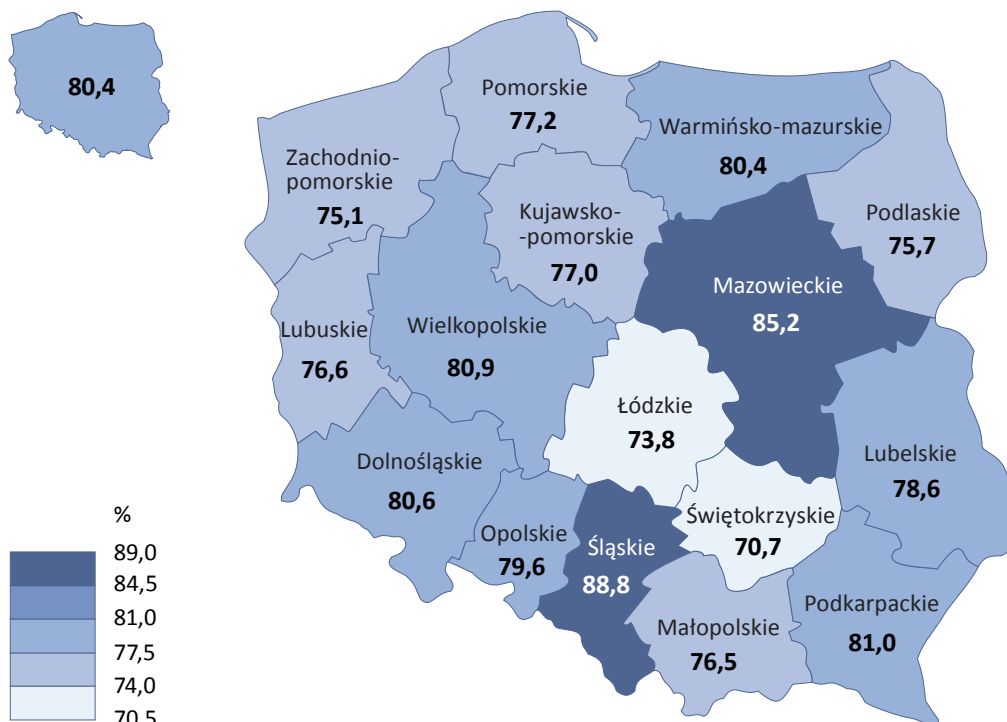 80,4
Pomorskie
77,2
Warmińsko-mazurskie
80,4
Zachodnio-
pomorskie
75,1
Kujawsko-
-pomorskie
77,0
Podlaskie
75,7
Mazowieckie
85,2
Lubuskie
76,6
Wielkopolskie
80,9
Łódzkie
73,8
Dolnośląskie
80,6
Lubelskie
78,6
Opolskie
79,6
Śląskie
88,8
Świętokrzyskie
70,7
Małopolskie
76,5
Podkarpackie
81,0
%
89,0
84,5
81,0
77,5
74,0
70,5